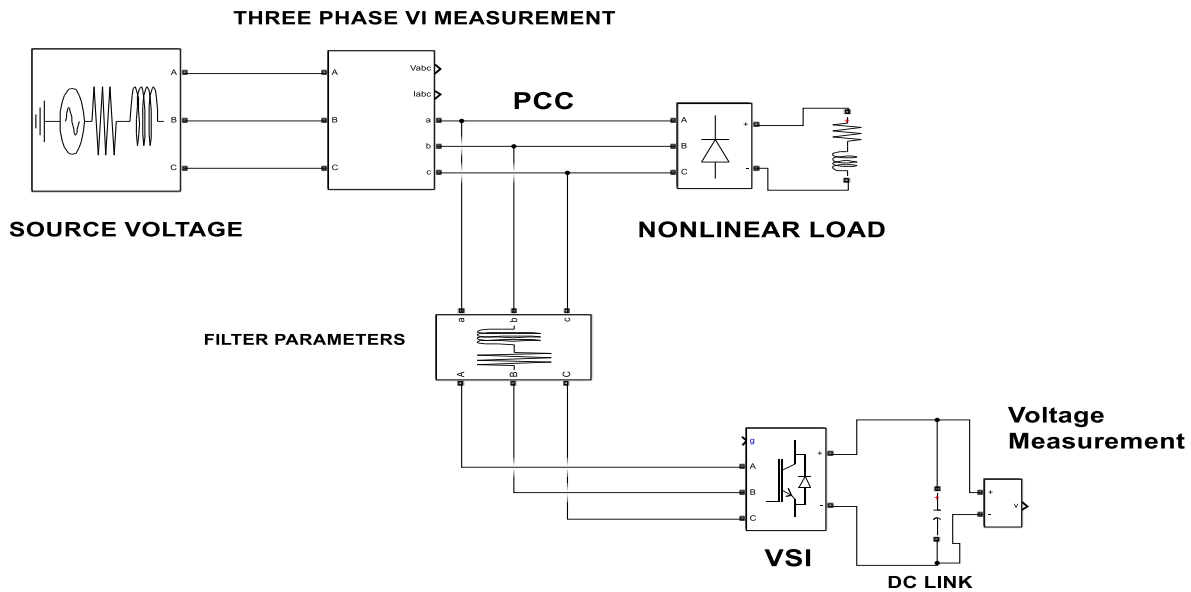 THREE PHASE VI MEASUREMENT
A
B
C
A
B
C
Vabc
Iabc
a
b
c
PCC
A
B
C
+
-
+
SOURCE VOLTAGE
NONLINEAR LOAD
a b c
FILTER PARAMETERS
A B C
Voltage
Measurement
g
A
B
C
+
-
+
+
-
v
VSI
DC LINK